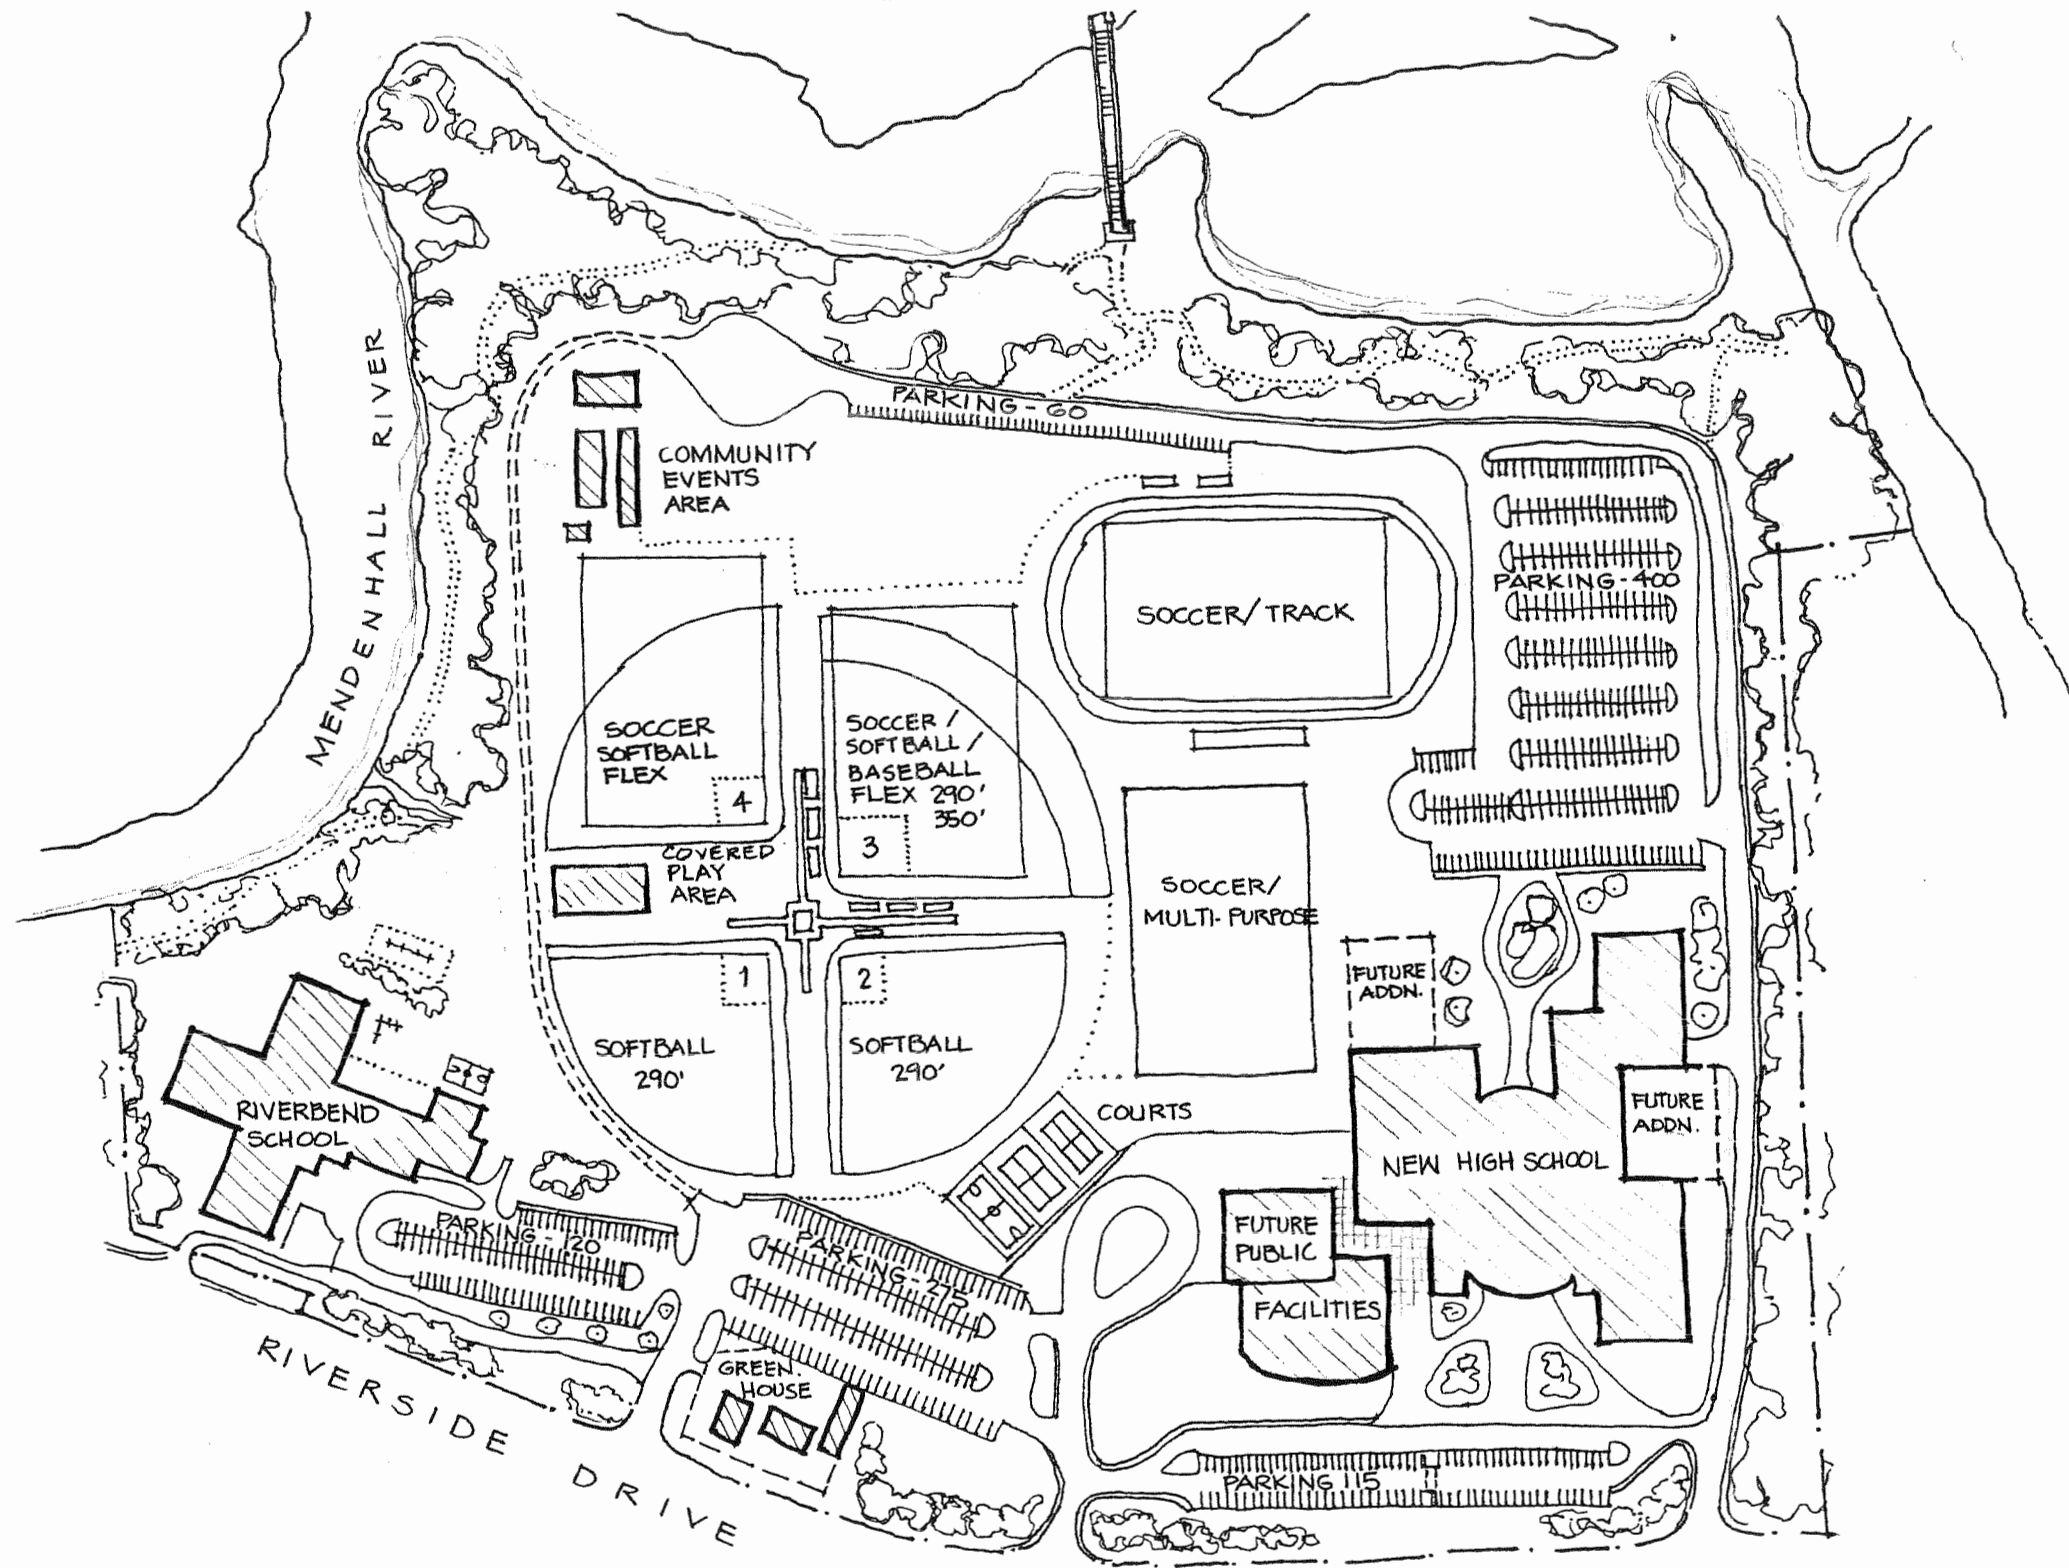 PARKING - 60
MENDENHALL RIVER
COMMUNITY
EVENTS
AREA
PARKING - 400
SOCCER / TRACK
SOCCER
SOFTBALL
FLEX
4
SOCCER /
SOFTBALL /
BASEBALL
FLEX 290'
350'
3
COVERED
PLAY
AREA
SOCCER /
MULTI-PURPOSE
1
2
FUTURE
ADDN.
SOFTBALL
290'
SOFTBALL
290'
RIVERBEND
SCHOOL
COURTS
FUTURE
ADDN.
NEW HIGH SCHOOL
PARKING - 120
PARKING - 275
FUTURE
PUBLIC
FACILITIES
GREEN.
HOUSE
PARKING 115
RIVERSIDE DRIVE